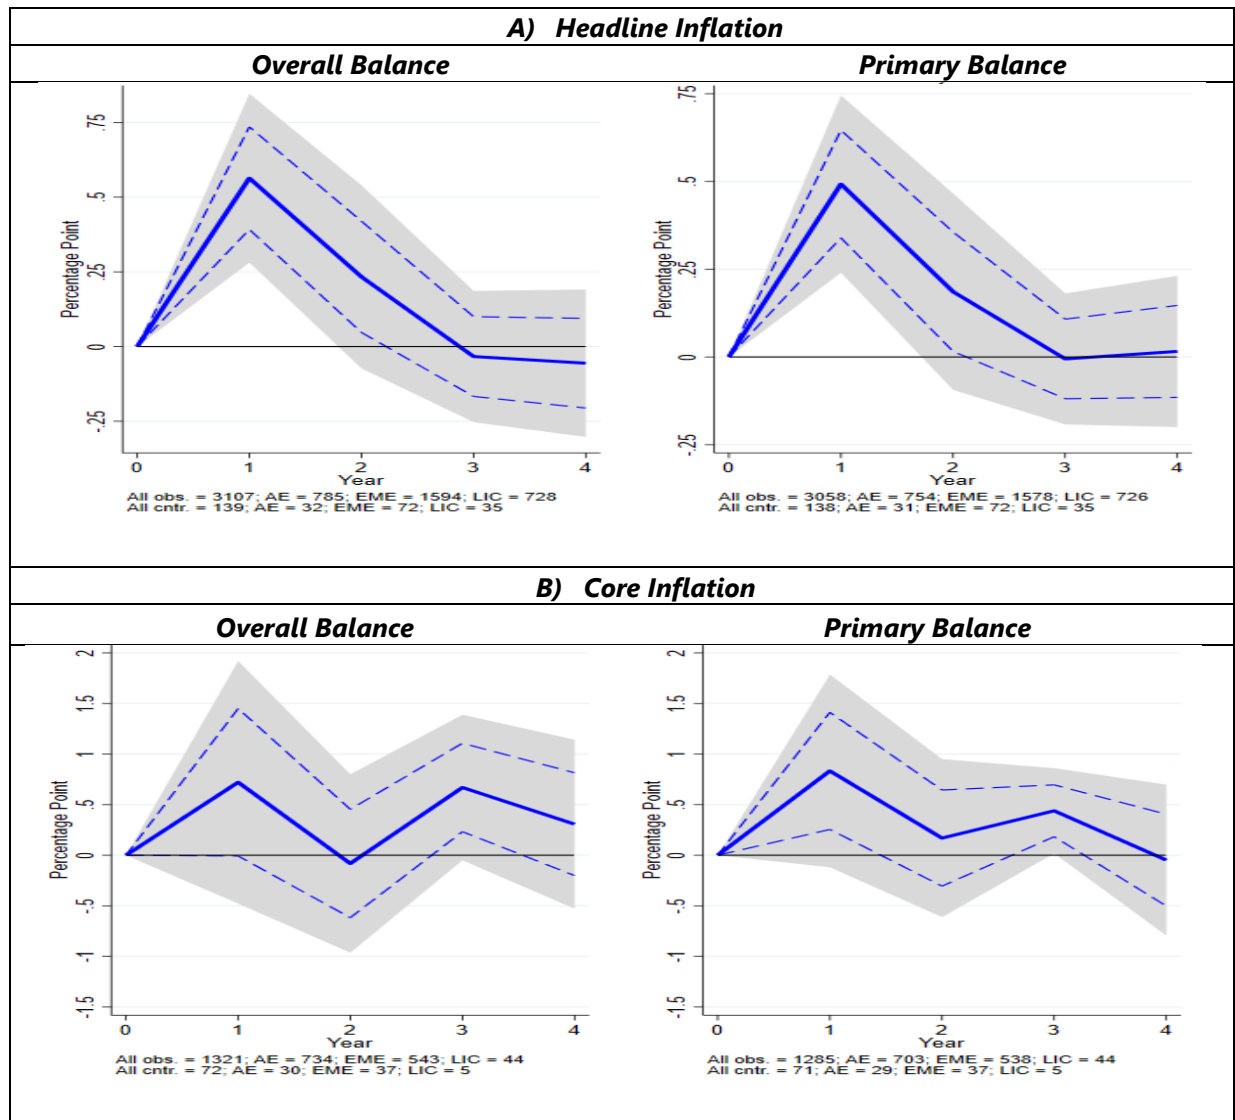 A) Headline Inflation
Overall Balance
Primary Balance
Percentage Point
.75
.5
.25
0
-.25
0 1 2 3 4
Year
All obs. = 3107; AE = 785; EME = 1594; LIC = 728
All cntr. = 139; AE = 32; EME = 72; LIC = 35
Percentage Point
.75
.5
.25
0
-.25
0 1 2 3 4
Year
All obs. = 3058; AE = 754; EME = 1578; LIC = 726
All cntr. = 138; AE = 31; EME = 72; LIC = 35
B) Core Inflation
Overall Balance
Primary Balance
Percentage Point
2
1.5
1
.5
0
-.5
-1
-1.5
0 1 2 3 4
Year
All obs. = 1321; AE = 734; EME = 543; LIC = 44
All cntr. = 72; AE = 30; EME = 37; LIC = 5
Percentage Point
2
1.5
1
.5
0
-.5
-1
-1.5
0 1 2 3 4
Year
All obs. = 1285; AE = 703; EME = 538; LIC = 44
All cntr. = 71; AE = 29; EME = 37; LIC = 5